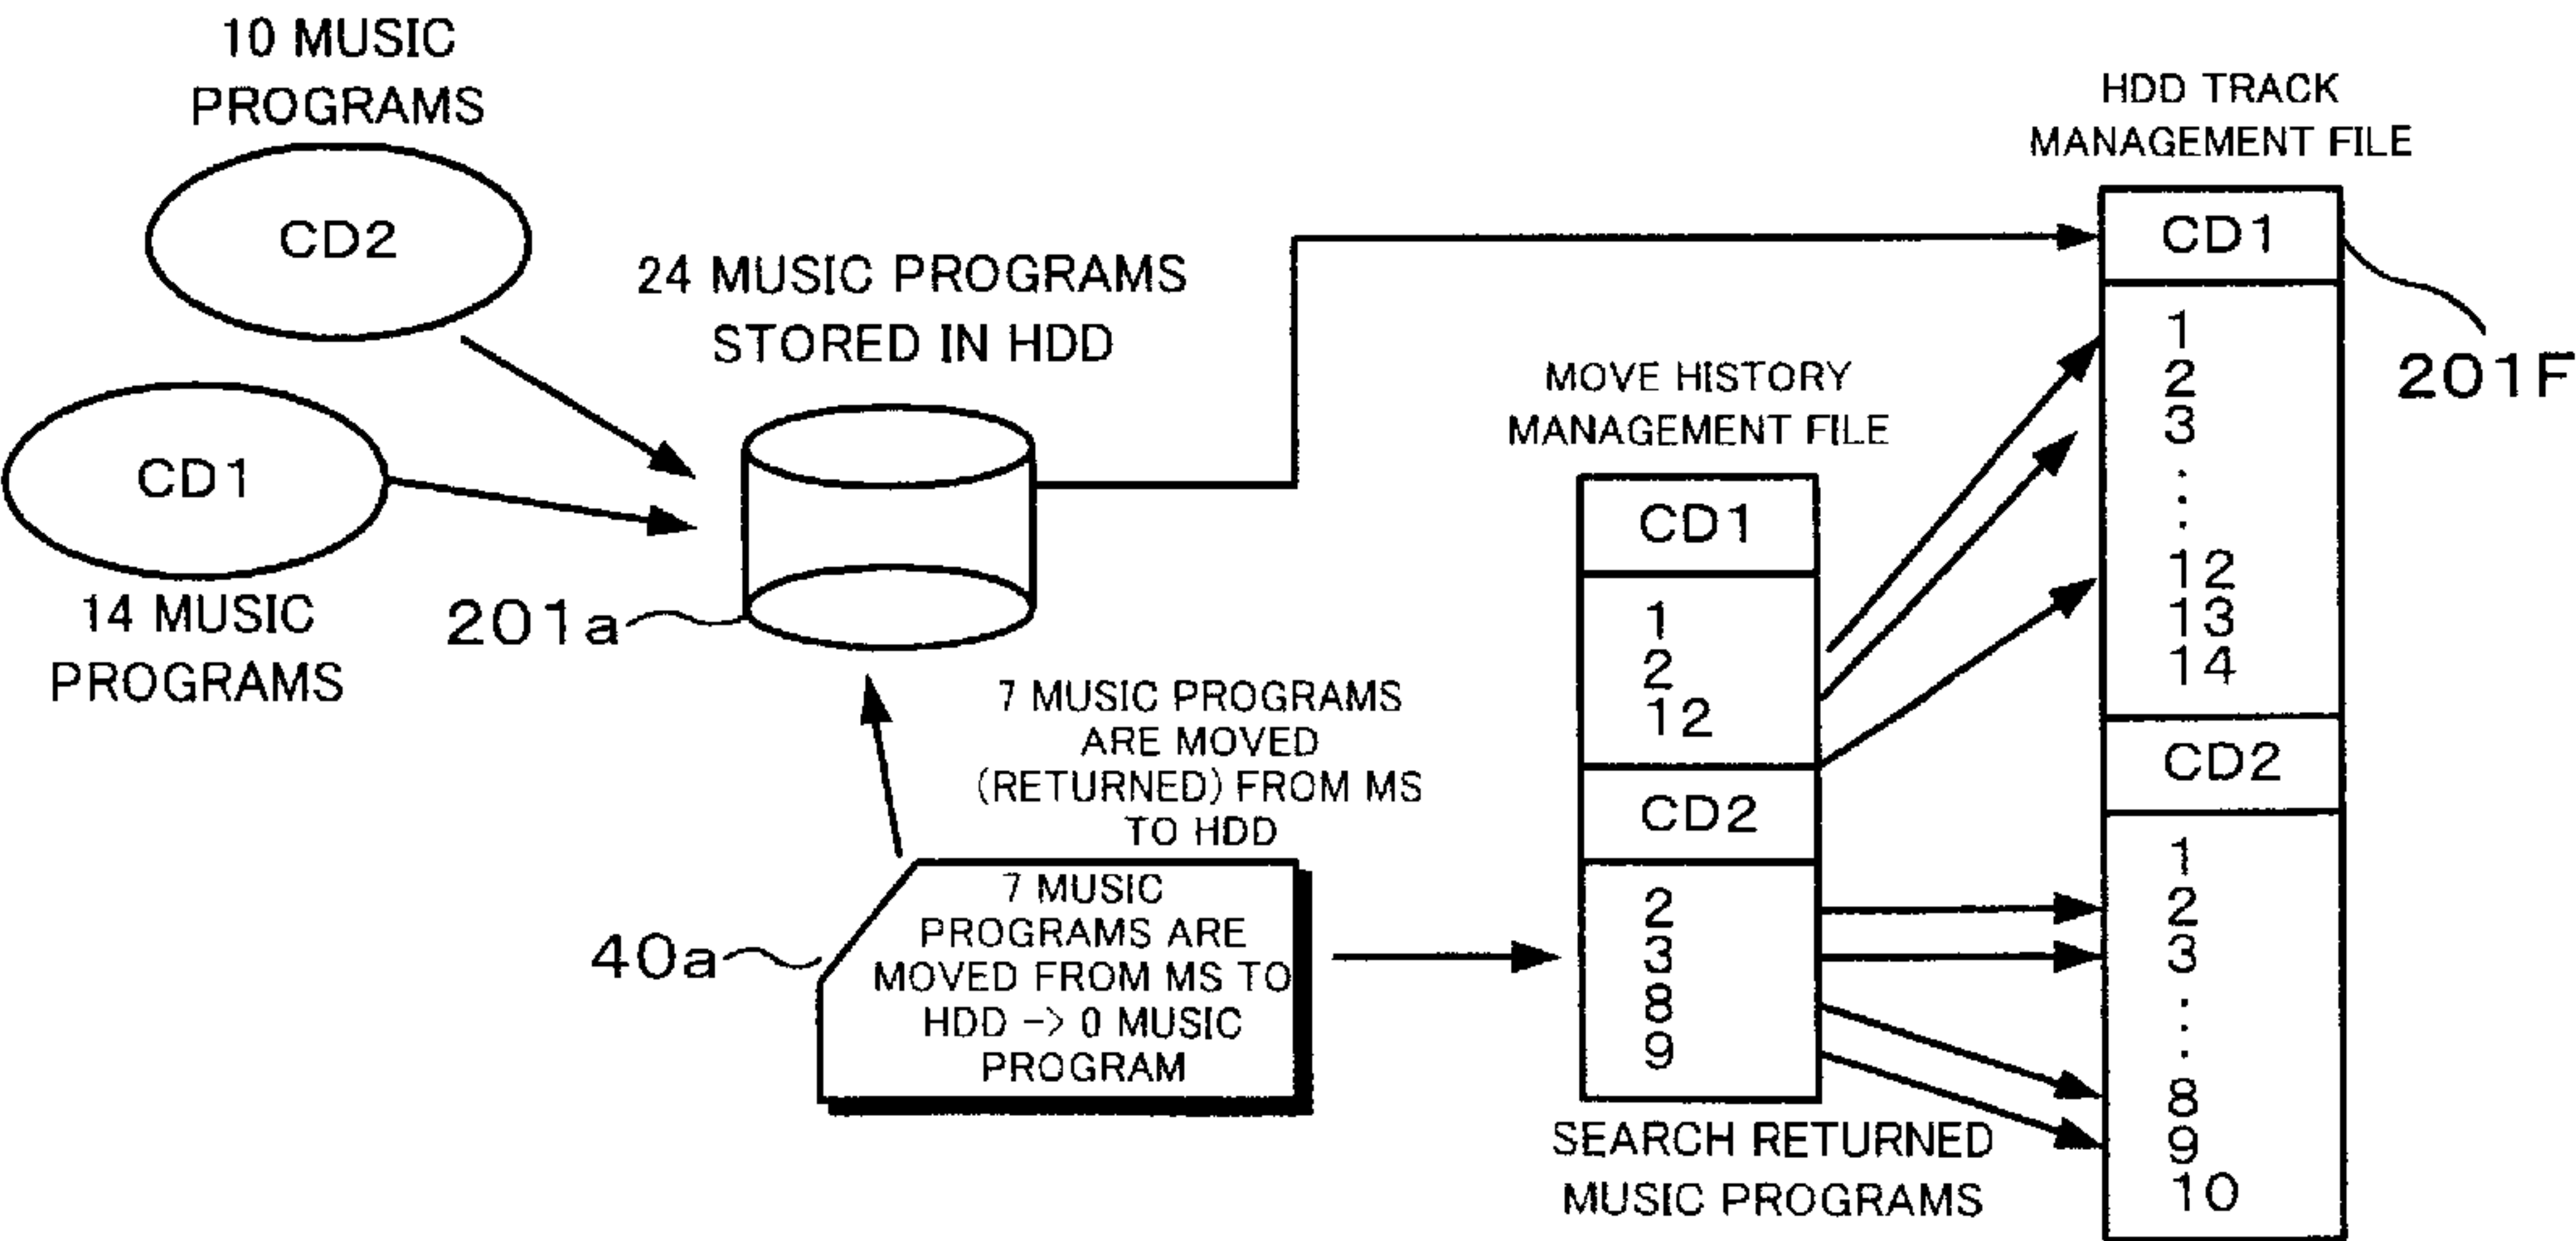 10 MUSIC
PROGRAMS
CD2
CD1
14 MUSIC
PROGRAMS
24 MUSIC PROGRAMS
STORED IN HDD
201a
7 MUSIC PROGRAMS
ARE MOVED
(RETURNED) FROM MS
TO HDD
40a
7 MUSIC
PROGRAMS ARE
MOVED FROM MS TO
HDD -> 0 MUSIC
PROGRAM
MOVE HISTORY
MANAGEMENT FILE
CD1
1
2
12
CD2
2
3
8
9
SEARCH RETURNED
MUSIC PROGRAMS
HDD TRACK
MANAGEMENT FILE
CD1
1
2
3
.
.
.
12
13
14
CD2
1
2
3
.
.
.
8
9
10
201F